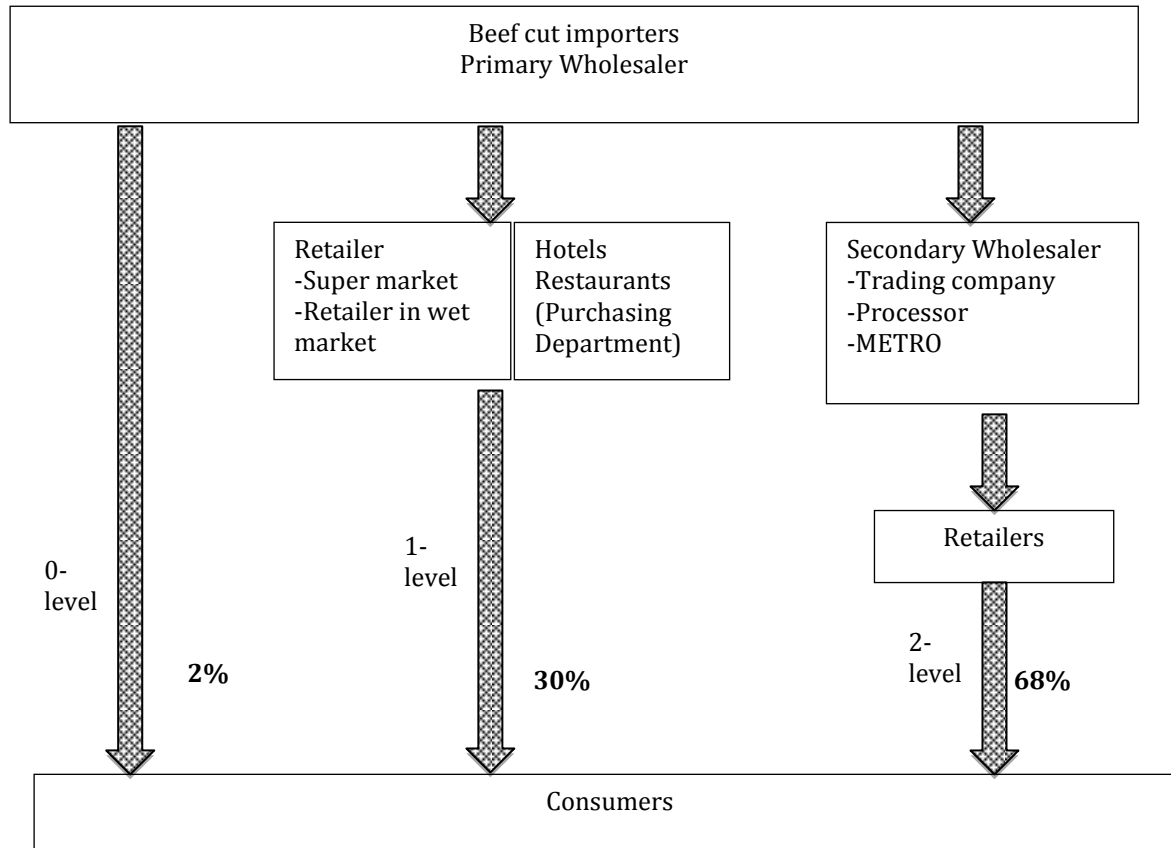 Beef cut importers
Primary Wholesaler
Retailer
-Super market
-Retailer in wet
market
Hotels
Restaurants
(Purchasing
Department)
Secondary Wholesaler
-Trading company
-Processor
-METRO
Retailers
0-
level
2%
1-
level
30%
2-
level
68%
Consumers